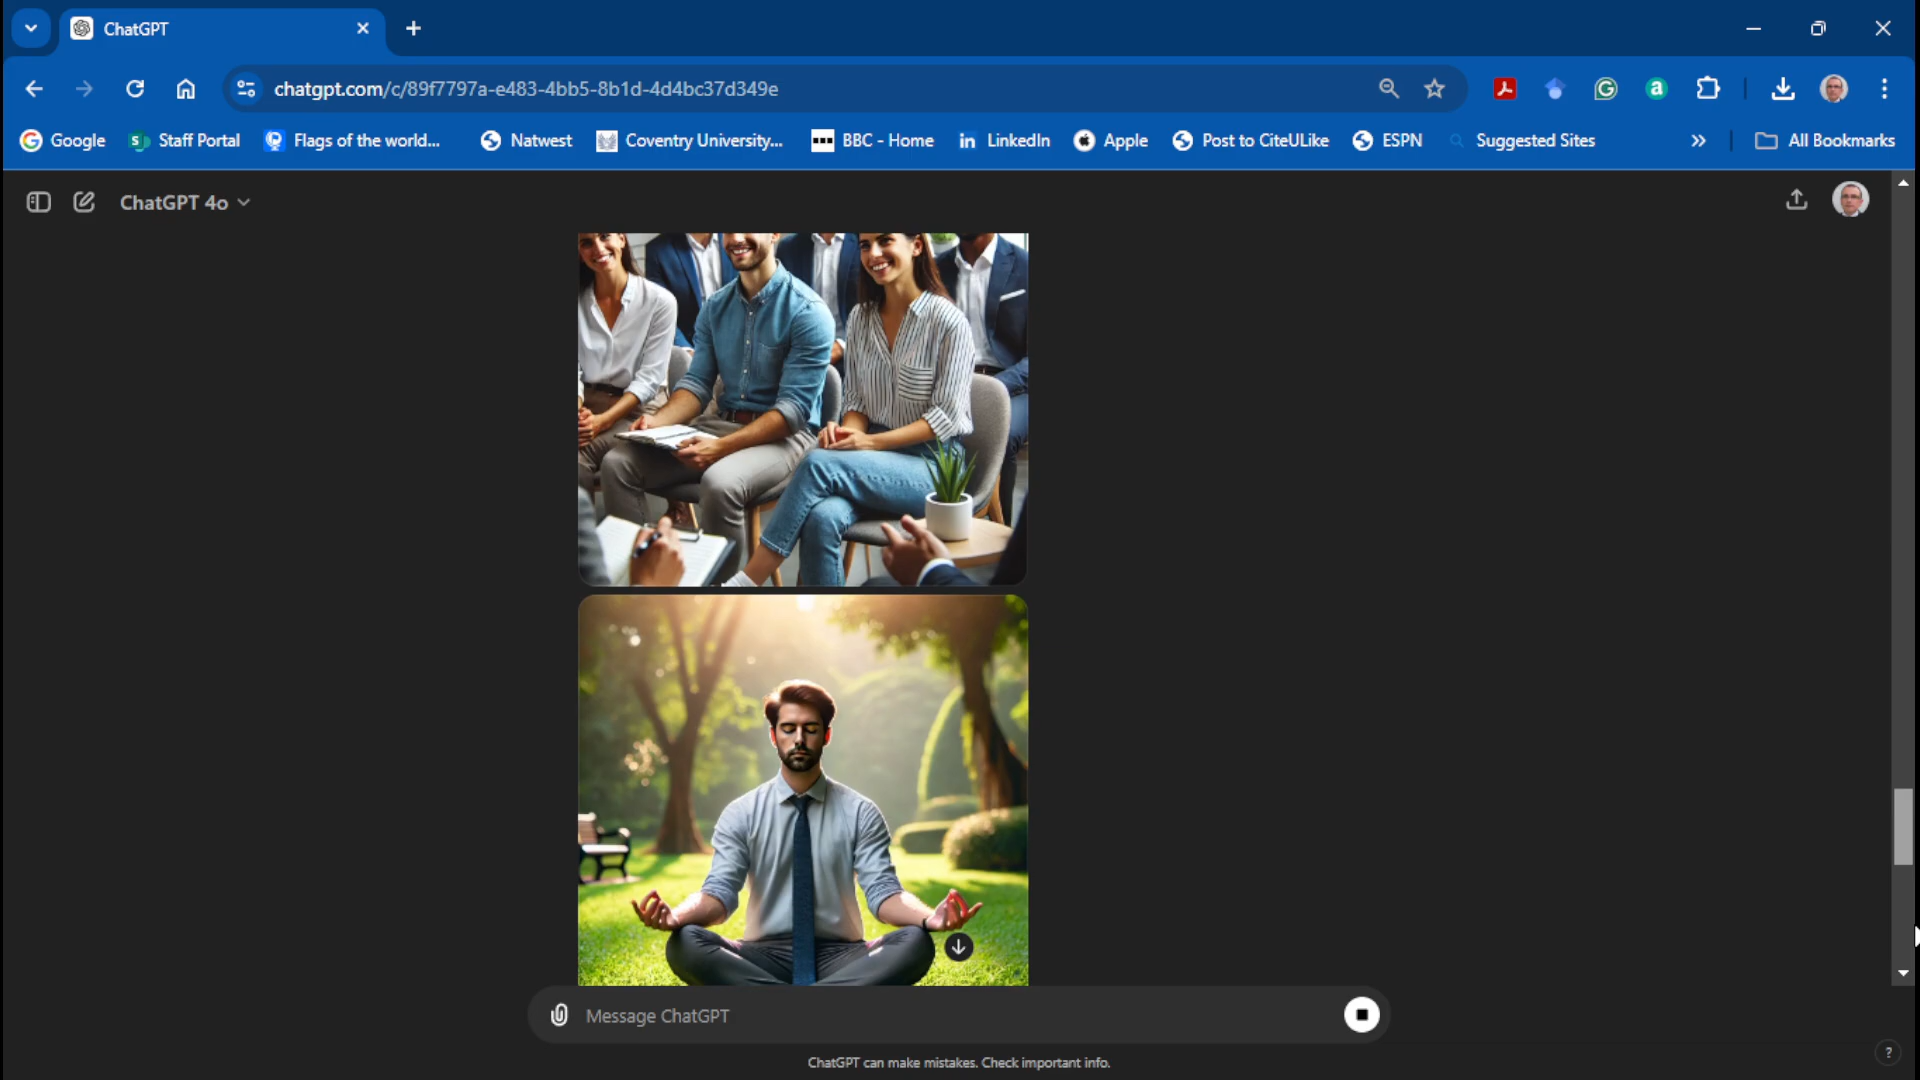 ChatGPT
chatgpt.com/c/89f7797a-e483-4bb5-8b1d-4d4bc37d349e
Google Staff Portal Flags of the world... Natwest Coventry University... BBC - Home LinkedIn Apple Post to CiteULike ESPN Suggested Sites » All Bookmarks
ChatGPT 4o
Message ChatGPT
ChatGPT can make mistakes. Check important info.
?